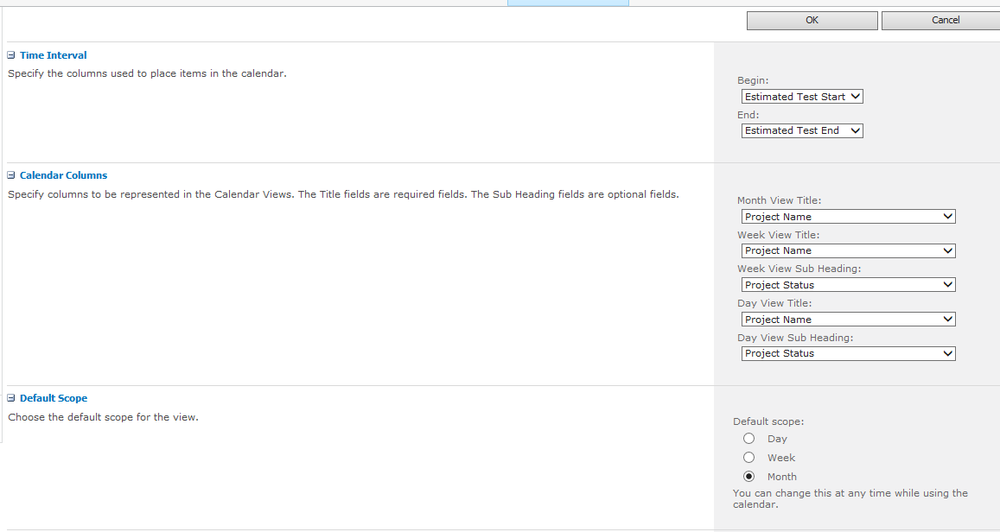 OK
Cancel
Time Interval
Specify the columns used to place items in the calendar.
Begin:
Estimated Test Start
End:
Estimated Test End
Calendar Columns
Specify columns to be represented in the Calendar Views. The Title fields are required fields. The Sub Heading fields are optional fields.
Month View Title:
Project Name
Week View Title:
Project Name
Week View Sub Heading:
Project Status
Day View Title:
Project Name
Day View Sub Heading:
Project Status
Default Scope
Choose the default scope for the view.
Default scope:
Day
Week
Month
You can change this at any time while using the
calendar.